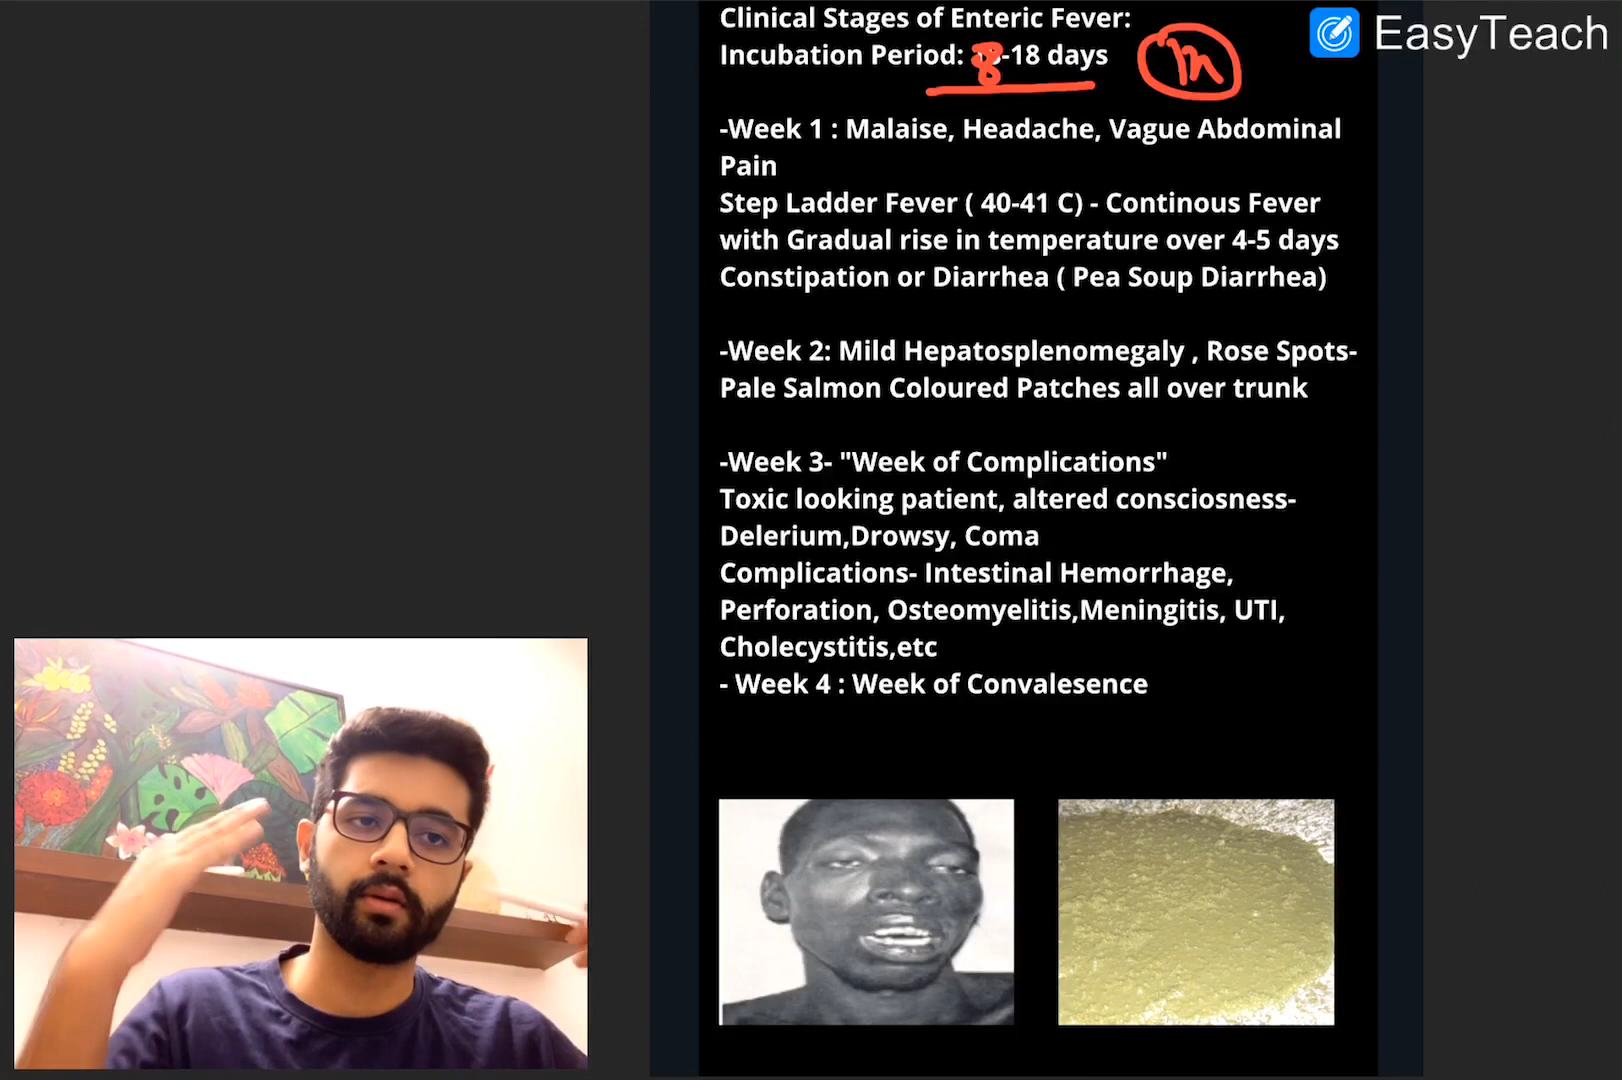 Clinical Stages of Enteric Fever:
EasyTeach
Incubation Period: 8-18 days
m
-Week 1 : Malaise, Headache, Vague Abdominal
Pain
Step Ladder Fever ( 40-41 C) - Continous Fever
with Gradual rise in temperature over 4-5 days
Constipation or Diarrhea ( Pea Soup Diarrhea)
-Week 2: Mild Hepatosplenomegaly , Rose Spots-
Pale Salmon Coloured Patches all over trunk
-Week 3- "Week of Complications"
Toxic looking patient, altered consciosness-
Delerium,Drowsy, Coma
Complications- Intestinal Hemorrhage,
Perforation, Osteomyelitis,Meningitis, UTI,
Cholecystitis,etc
- Week 4 : Week of Convalesence